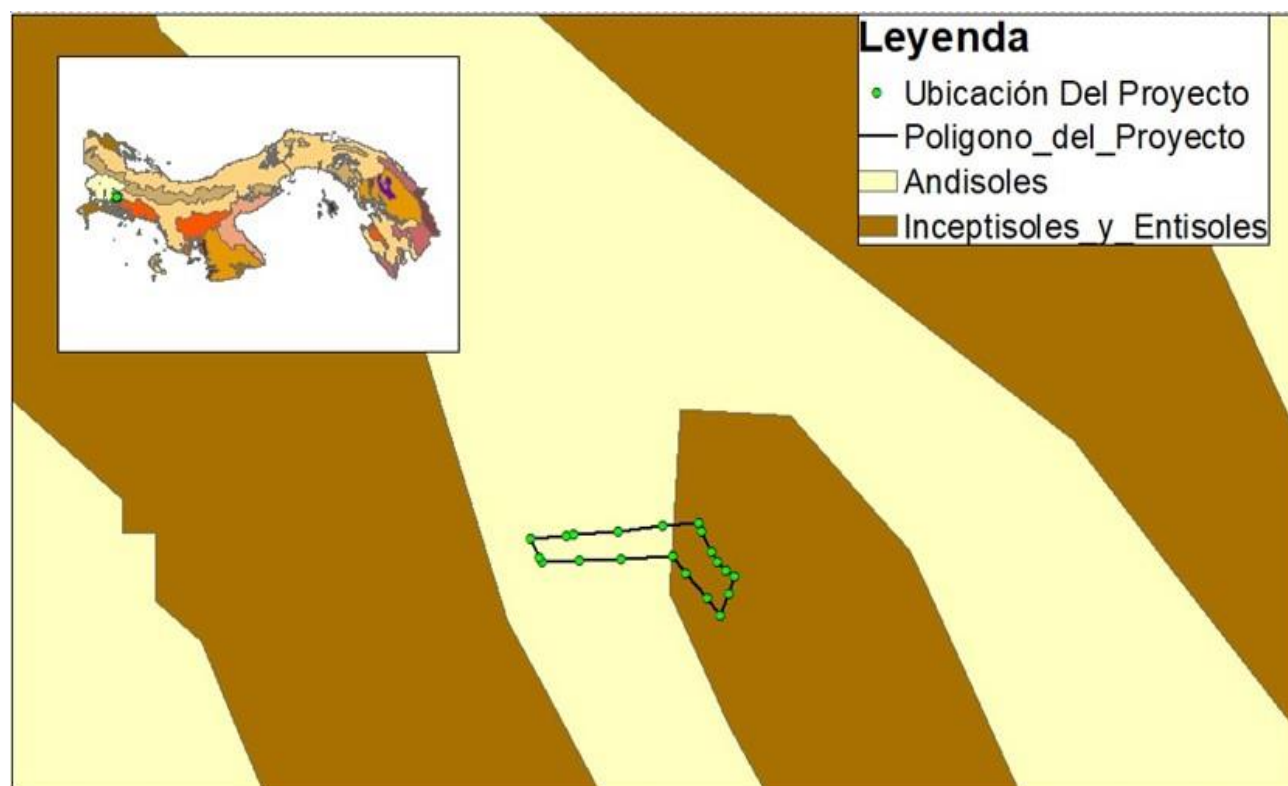 Leyenda
Ubicación Del Proyecto
Poligono_del_Proyecto
Andisoles
Inceptisoles_y_Entisoles